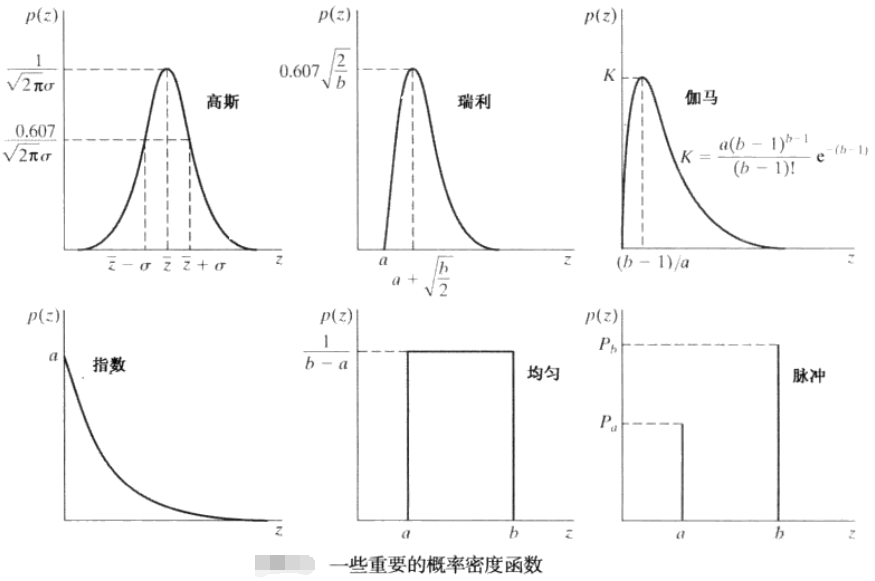 p(z)
1/√2πσ
0.607/√2πσ
高斯
z̄ − σ z̄ z̄ + σ z
p(z)
0.607√2/b
瑞利
a a + √b/2 z
p(z)
K
伽马
K = a(b − 1)^{b−1}/(b − 1)! e^{−(b−1)}
(b − 1)/a z
p(z)
a
指数
z
p(z)
1/b − a
均匀
a b z
p(z)
P_b
脉冲
P_a
a b z
一些重要的概率密度函数